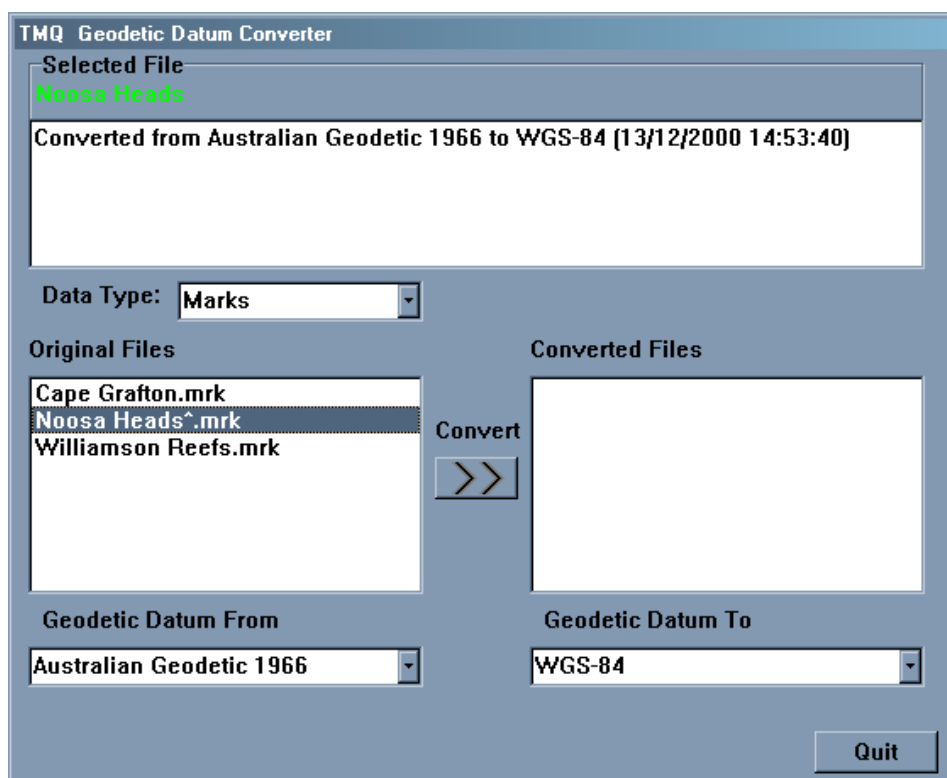 TMQ Geodetic Datum Converter
Selected File
Noosa Heads
Converted from Australian Geodetic 1966 to WGS-84 (13/12/2000 14:53:40)
Data Type:
Marks
Original Files
Converted Files
Cape Grafton.mrk
Noosa Heads^.mrk
Williamson Reefs.mrk
Convert
>>
Geodetic Datum From
Geodetic Datum To
Australian Geodetic 1966
WGS-84
Quit